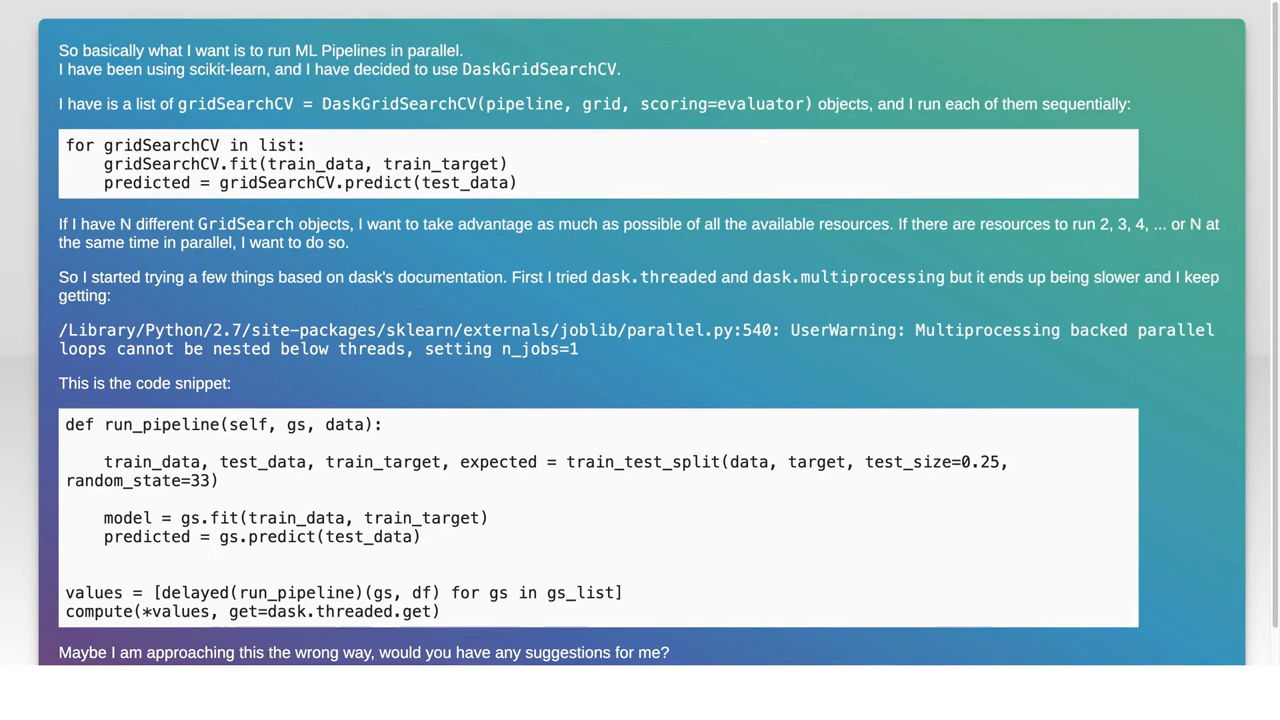 So basically what I want is to run ML Pipelines in parallel.
I have been using scikit-learn, and I have decided to use DaskGridSearchCV.
I have is a list of gridSearchCV = DaskGridSearchCV(pipeline, grid, scoring=evaluator) objects, and I run each of them sequentially:
for gridSearchCV in list:
    gridSearchCV.fit(train_data, train_target)
    predicted = gridSearchCV.predict(test_data)
If I have N different GridSearch objects, I want to take advantage as much as possible of all the available resources. If there are resources to run 2, 3, 4, ... or N at
the same time in parallel, I want to do so.
So I started trying a few things based on dask's documentation. First I tried dask.threaded and dask.multiprocessing but it ends up being slower and I keep
getting:
/Library/Python/2.7/site-packages/sklearn/externals/joblib/parallel.py:540: UserWarning: Multiprocessing backed parallel
loops cannot be nested below threads, setting n_jobs=1
This is the code snippet:
def run_pipeline(self, gs, data):
    train_data, test_data, train_target, expected = train_test_split(data, target, test_size=0.25,
random_state=33)
    model = gs.fit(train_data, train_target)
    predicted = gs.predict(test_data)
values = [delayed(run_pipeline)(gs, df) for gs in gs_list]
compute(*values, get=dask.threaded.get)
Maybe I am approaching this the wrong way, would you have any suggestions for me?